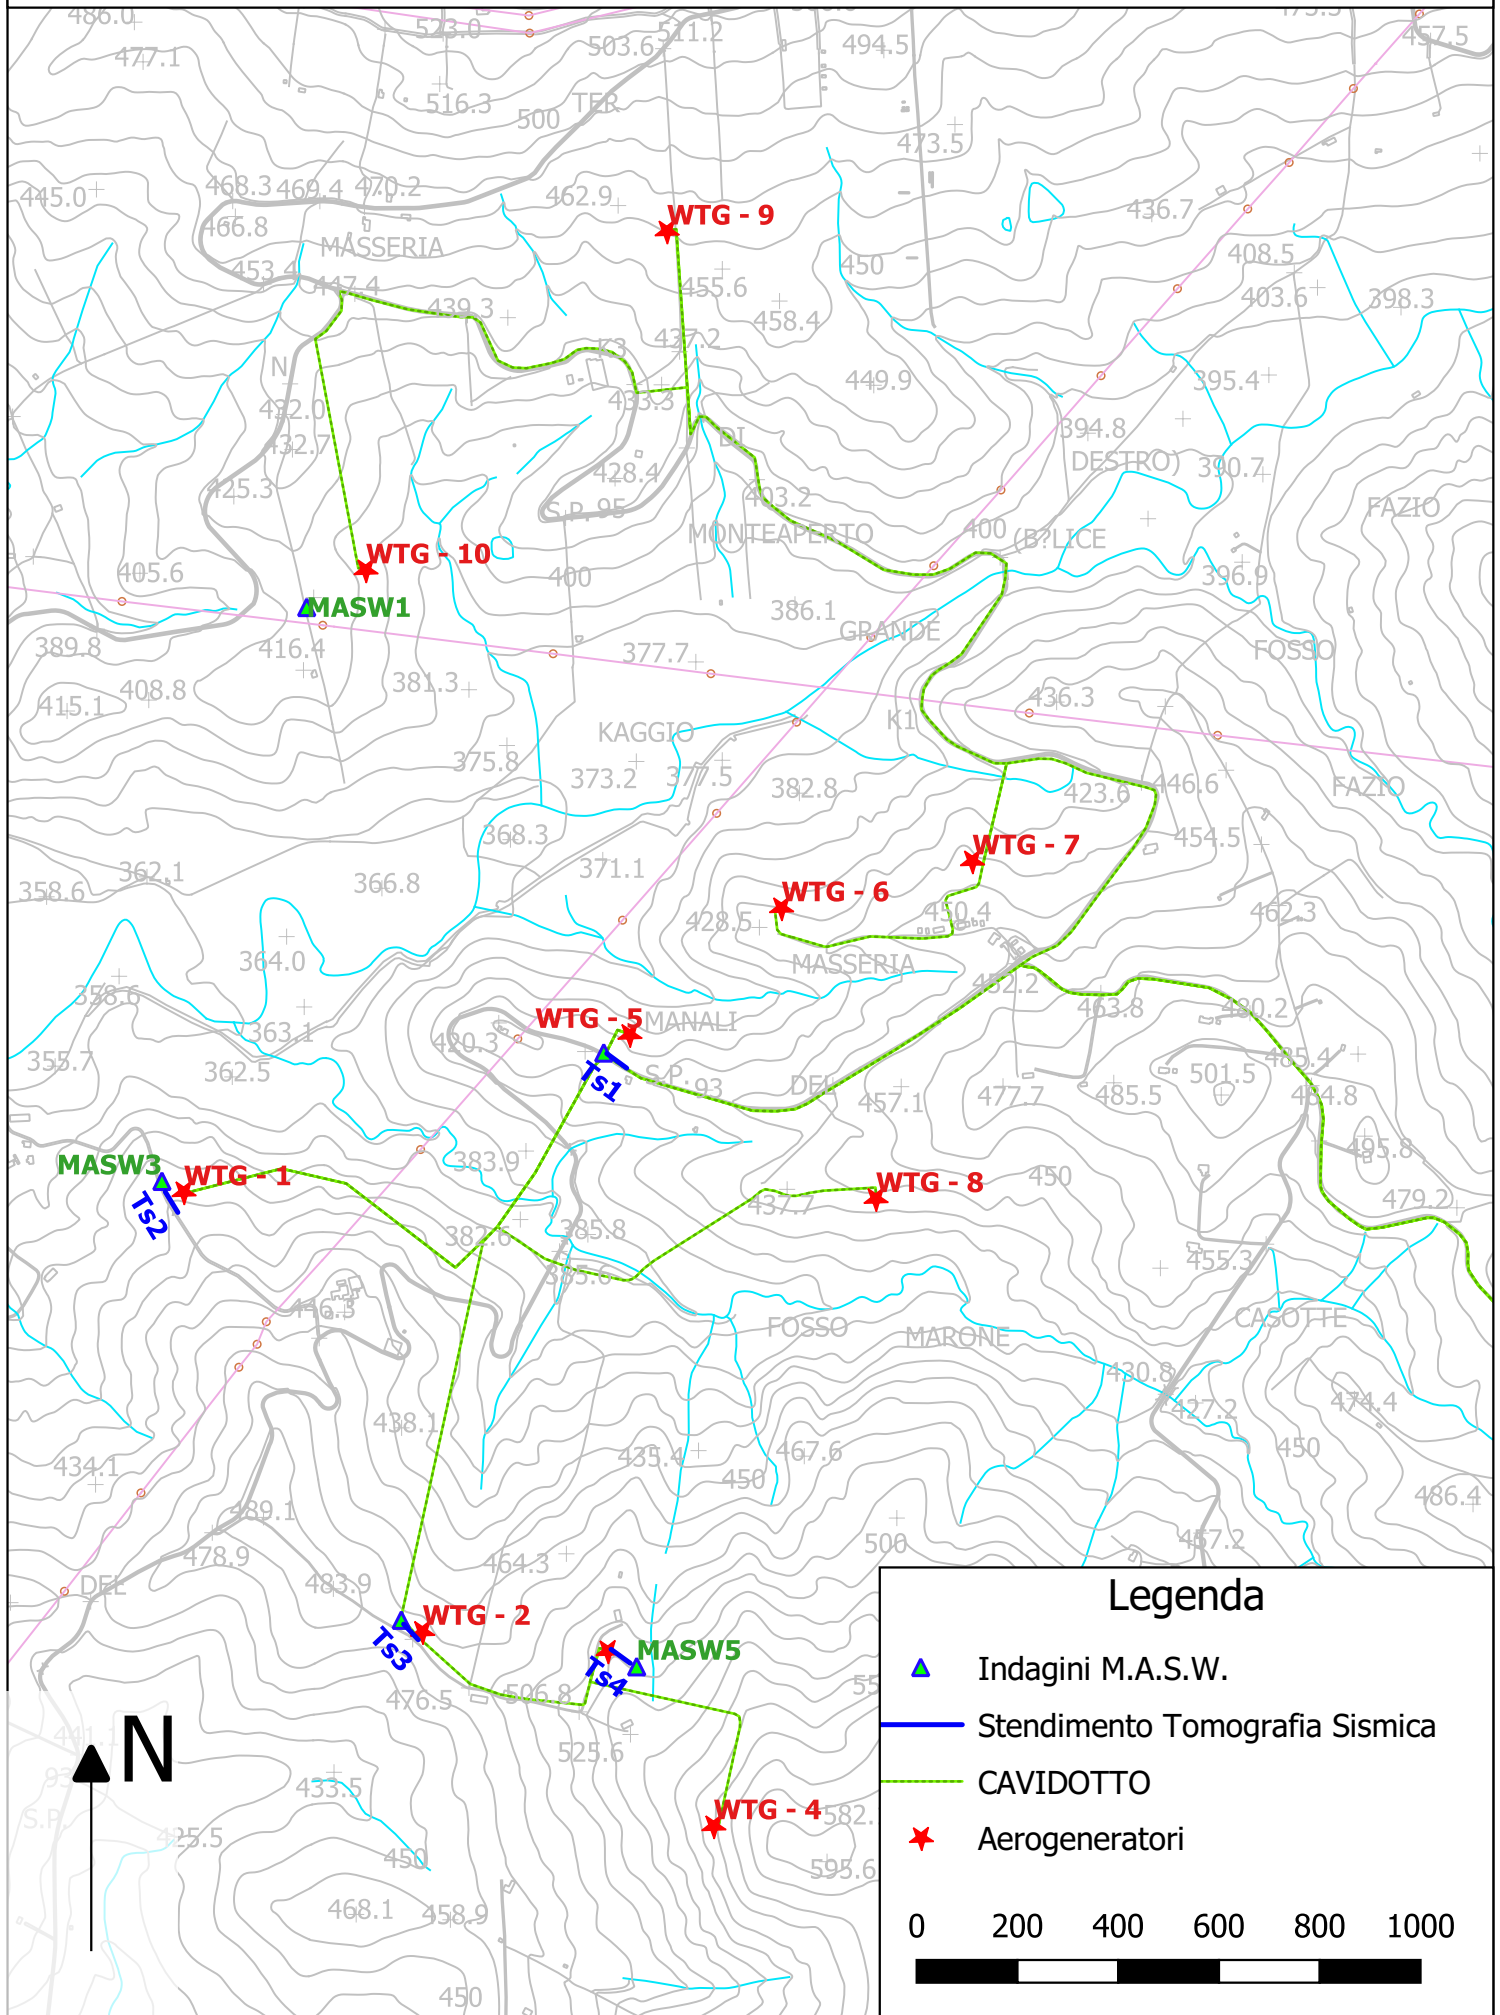 486.0
523.0
503.6
511.2
494.5
457.5
477.1
516.3
500
TER
473.5
445.0
468.3
469.4
470.2
462.9
436.7
466.8
MASSERIA
WTG - 9
450
408.5
453.4
447.4
439.3
455.6
458.4
403.6
398.3
437.2
K3
N
449.9
395.4
432.0
433.3
394.8
DI
432.7
428.4
DESTRO)
390.7
425.3
S.P. 95
403.2
FAZIO
MONTEAPERTO
400
(B?LICE
WTG - 10
405.6
400
396.9
MASW1
386.1
GRANDE
389.8
416.4
377.7
FOSSO
408.8
381.3
436.3
415.1
KAGGIO
K1
375.8
373.2
377.5
382.8
423.6
446.6
FAZIO
368.3
WTG - 7
454.5
362.1
371.1
358.6
366.8
WTG - 6
428.5
450.4
462.3
364.0
MASSERIA
452.2
358.6
463.8
480.2
363.1
WTG - 5
MANALI
420.3
355.7
362.5
Ts1
S.P. 93
DEL
457.1
477.7
485.5
501.5
485.4
484.8
495.8
MASW3
WTG - 1
383.9
WTG - 8
450
437.7
479.2
Ts2
382.6
385.8
385.6
455.3
446.3
FOSSO
MARONE
CASOTTE
430.8
438.1
427.2
474.4
434.1
435.4
467.6
450
450
489.1
486.4
478.9
464.3
500
457.2
483.9
DEL
WTG - 2
Ts3
MASW5
Ts4
476.5
506.8
525.6
441.1
N
433.5
S.P.
WTG - 4
582.
425.5
450
595.6
468.1
458.9
450
Legenda
Indagini M.A.S.W.
Stendimento Tomografia Sismica
CAVIDOTTO
Aerogeneratori
0 200 400 600 800 1000